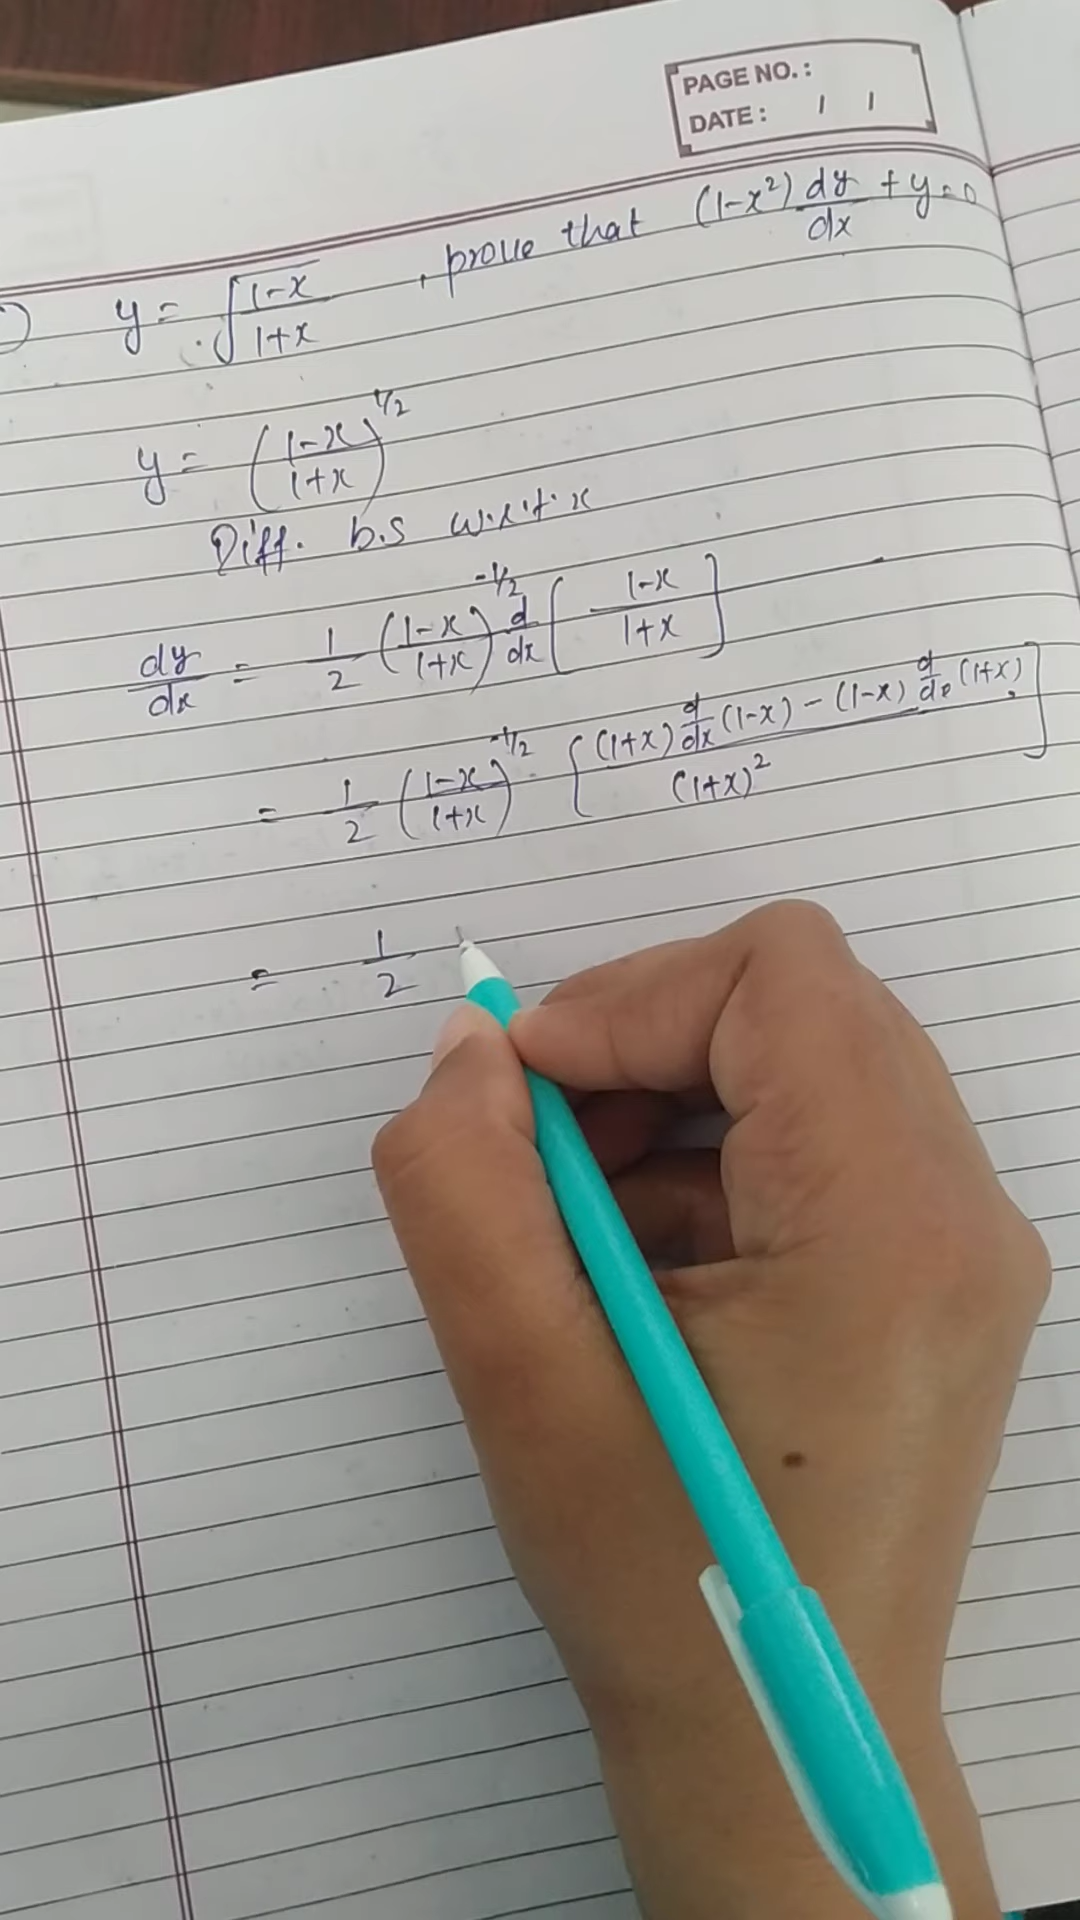 PAGE NO. :
DATE : / /
) y = √(1-x)/(1+x) , prove that (1-x²) dy/dx + y = 0
y = ((1-x)/(1+x))^1/2
Diff. b.s w.r.t. x
dy/dx = 1/2 ((1-x)/(1+x))^-1/2 d/dx [(1-x)/(1+x)]
= 1/2 ((1-x)/(1+x))^-1/2 . [((1+x) d/dx (1-x) - (1-x) d/dx (1+x))/(1+x)²]
= 1/2